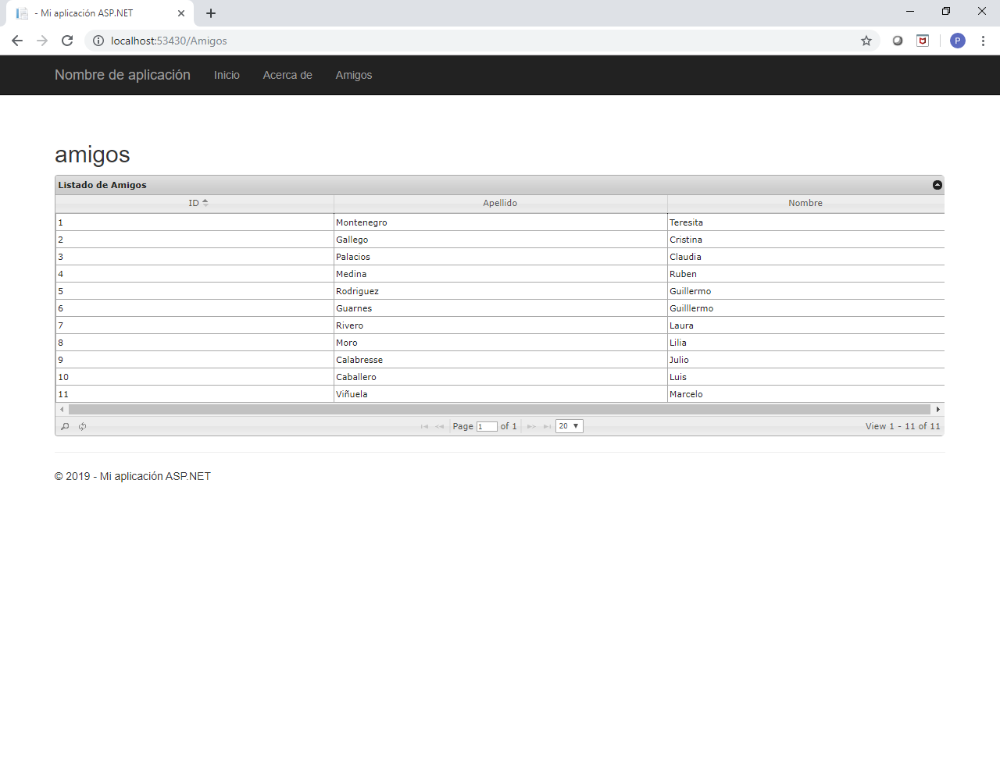 - Mi aplicación ASP.NET
localhost:53430/Amigos
P
Nombre de aplicación Inicio Acerca de Amigos
amigos
Listado de Amigos
ID Apellido Nombre
1 Montenegro Teresita
2 Gallego Cristina
3 Palacios Claudia
4 Medina Ruben
5 Rodriguez Guillermo
6 Guarnes Guilllermo
7 Rivero Laura
8 Moro Lilia
9 Calabresse Julio
10 Caballero Luis
11 Viñuela Marcelo
Page 1 of 1 20 View 1 - 11 of 11
© 2019 - Mi aplicación ASP.NET